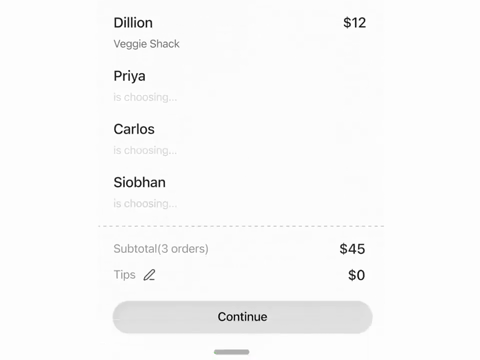 Dillion $12
Veggie Shack
Priya
is choosing...
Carlos
is choosing...
Siobhan
is choosing...
Subtotal(3 orders) $45
Tips $0
Continue